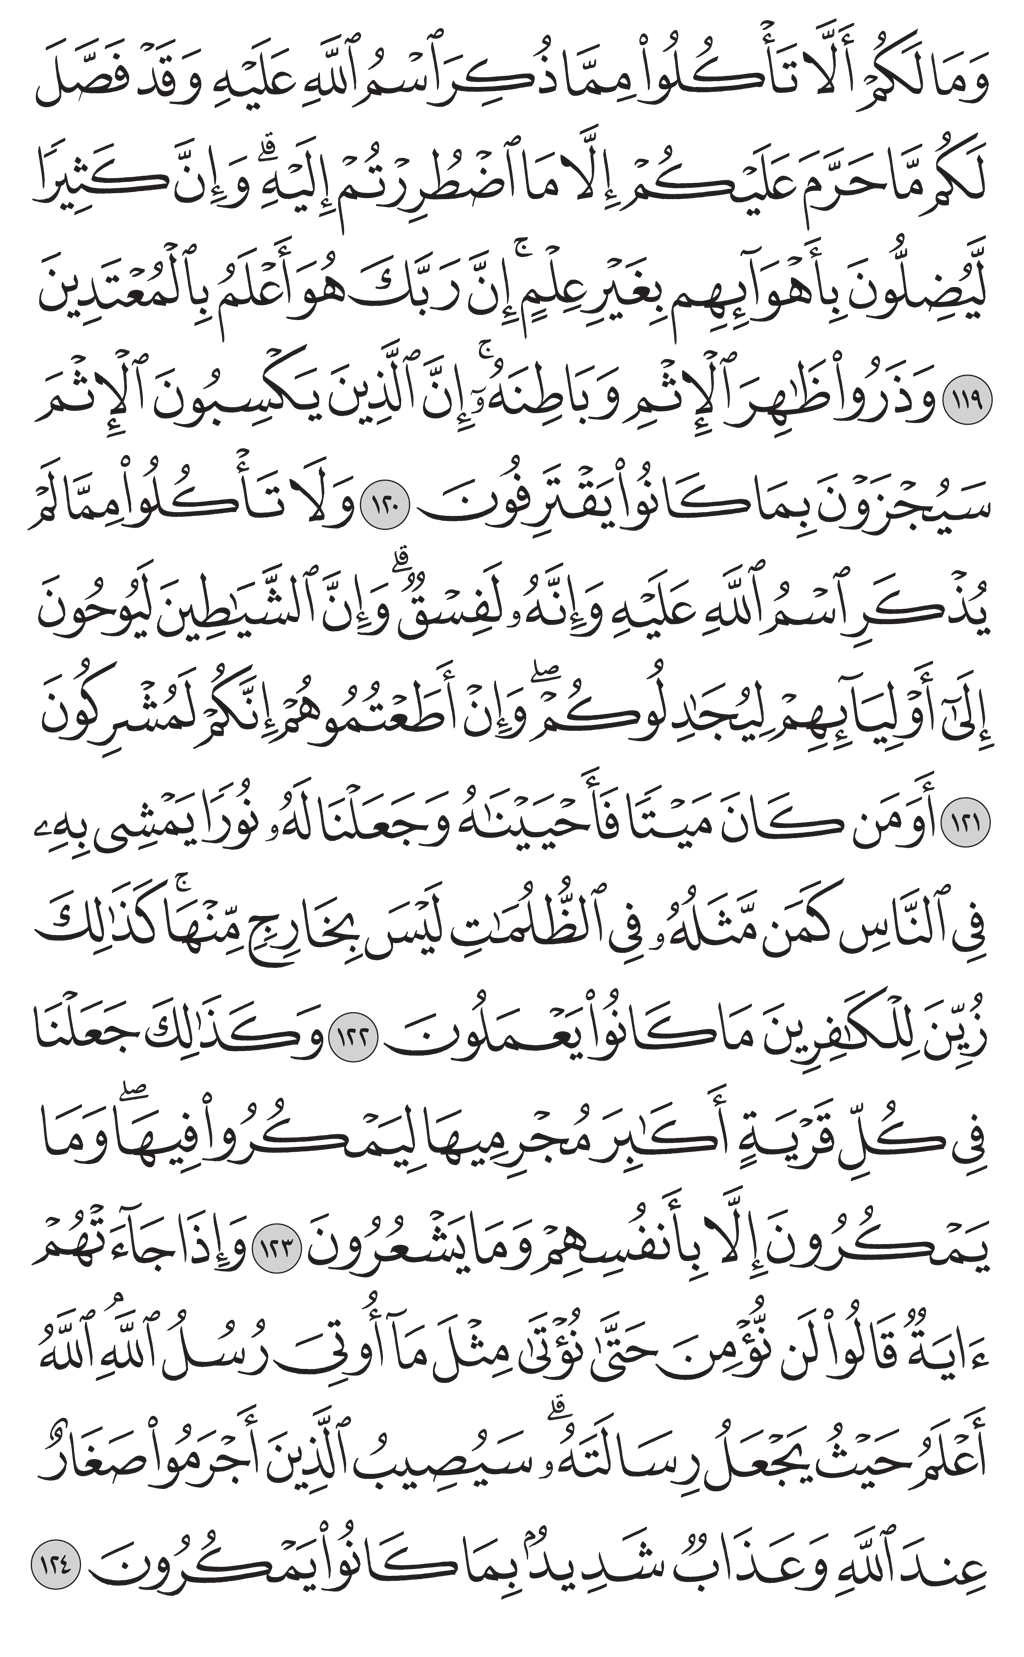 وَمَا لَكُمْ أَلَّا تَأْكُلُوا۟ مِمَّا ذُكِرَ ٱسْمُ ٱللَّهِ عَلَيْهِ وَقَدْ فَصَّلَ
لَكُم مَّا حَرَّمَ عَلَيْكُمْ إِلَّا مَا ٱضْطُرِرْتُمْ إِلَيْهِ ۗ وَإِنَّ كَثِيرًا
لَّيُضِلُّونَ بِأَهْوَآئِهِم بِغَيْرِ عِلْمٍ ۚ إِنَّ رَبَّكَ هُوَ أَعْلَمُ بِٱلْمُعْتَدِينَ
١١٩ وَذَرُوا۟ ظَٰهِرَ ٱلْإِثْمِ وَبَاطِنَهُۥٓ ۚ إِنَّ ٱلَّذِينَ يَكْسِبُونَ ٱلْإِثْمَ
سَيُجْزَوْنَ بِمَا كَانُوا۟ يَقْتَرِفُونَ ١٢٠ وَلَا تَأْكُلُوا۟ مِمَّا لَمْ
يُذْكَرِ ٱسْمُ ٱللَّهِ عَلَيْهِ وَإِنَّهُۥ لَفِسْقٌ ۗ وَإِنَّ ٱلشَّيَٰطِينَ لَيُوحُونَ
إِلَىٰٓ أَوْلِيَآئِهِمْ لِيُجَٰدِلُوكُمْ ۖ وَإِنْ أَطَعْتُمُوهُمْ إِنَّكُمْ لَمُشْرِكُونَ
١٢١ أَوَمَن كَانَ مَيْتًا فَأَحْيَيْنَٰهُ وَجَعَلْنَا لَهُۥ نُورًا يَمْشِى بِهِۦ
فِى ٱلنَّاسِ كَمَن مَّثَلُهُۥ فِى ٱلظُّلُمَٰتِ لَيْسَ بِخَارِجٍ مِّنْهَا ۚ كَذَٰلِكَ
زُيِّنَ لِلْكَٰفِرِينَ مَا كَانُوا۟ يَعْمَلُونَ ١٢٢ وَكَذَٰلِكَ جَعَلْنَا
فِى كُلِّ قَرْيَةٍ أَكَٰبِرَ مُجْرِمِيهَا لِيَمْكُرُوا۟ فِيهَا ۖ وَمَا
يَمْكُرُونَ إِلَّا بِأَنفُسِهِمْ وَمَا يَشْعُرُونَ ١٢٣ وَإِذَا جَآءَتْهُمْ
ءَايَةٌ قَالُوا۟ لَن نُّؤْمِنَ حَتَّىٰ نُؤْتَىٰ مِثْلَ مَآ أُوتِىَ رُسُلُ ٱللَّهِ ۘ ٱللَّهُ
أَعْلَمُ حَيْثُ يَجْعَلُ رِسَالَتَهُۥ ۗ سَيُصِيبُ ٱلَّذِينَ أَجْرَمُوا۟ صَغَارٌ
عِندَ ٱللَّهِ وَعَذَابٌ شَدِيدٌۢ بِمَا كَانُوا۟ يَمْكُرُونَ ١٢٤